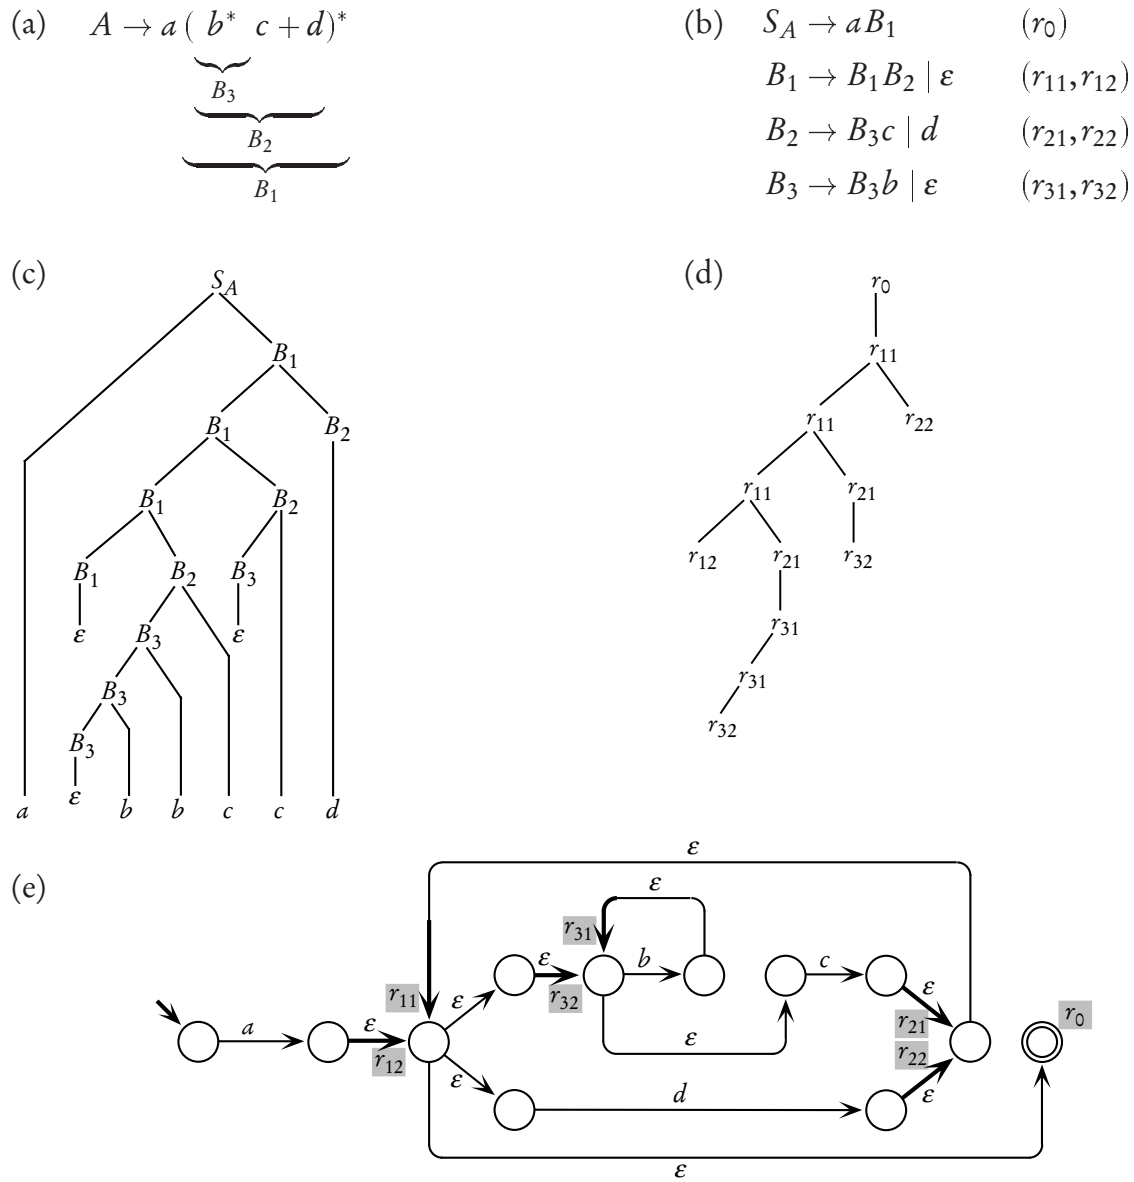 (a) A → a ( b* c + d)*
B₃
B₂
B₁
(b) S_A → aB₁ (r₀)
B₁ → B₁B₂ | ε (r₁₁, r₁₂)
B₂ → B₃c | d (r₂₁, r₂₂)
B₃ → B₃b | ε (r₃₁, r₃₂)
(c)
S_A
B₁
B₁ B₂
B₁ B₂
B₁ B₂ B₃
ε B₃ ε
B₃
B₃
ε
a b b c c d
(d)
r₀
r₁₁
r₁₁ r₂₂
r₁₁ r₂₁
r₁₂ r₂₁ r₃₂
r₃₁
r₃₁
r₃₂
(e)
ε
ε
r₃₁
ε b c
r₁₁ ε r₃₂ ε
a ε ε r₂₁ r₀
r₁₂ ε r₂₂
d ε
ε